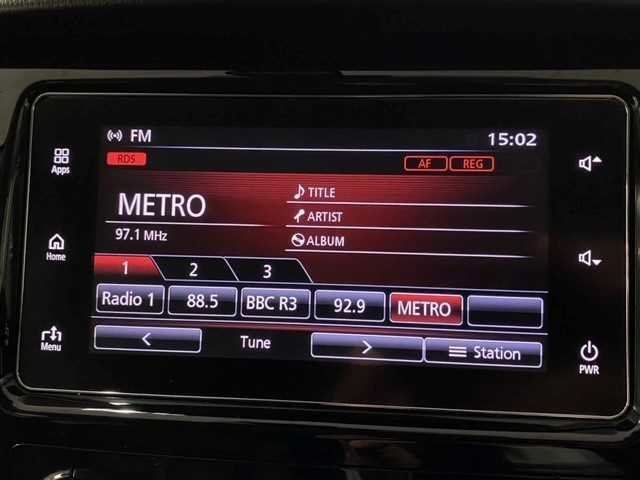 FM 15:02
RDS AF REG
Apps
TITLE
METRO
ARTIST
97.1 MHz
ALBUM
Home
1 2 3
Radio 1 88.5 BBC R3 92.9 METRO
Menu
< Tune > Station
PWR